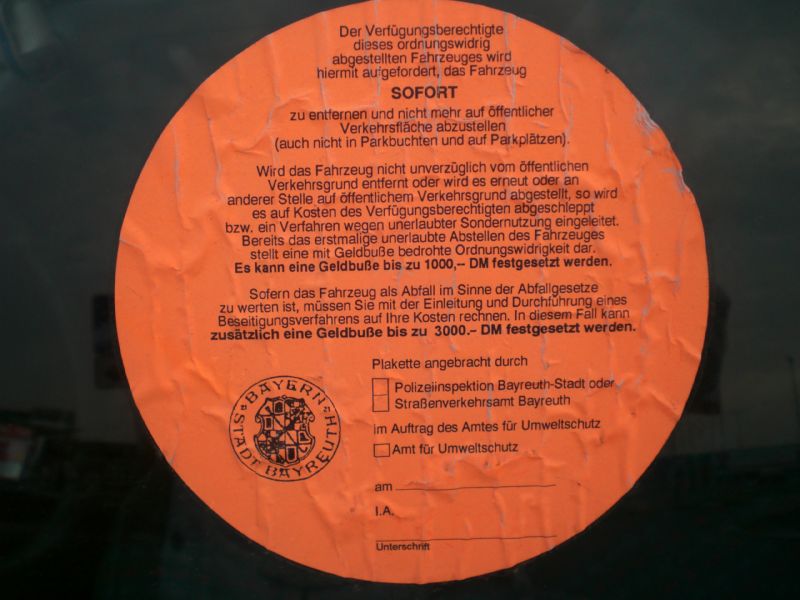 Der Verfügungsberechtigte
dieses ordnungswidrig
abgestellten Fahrzeuges wird
hiermit aufgefordert, das Fahrzeug
SOFORT
zu entfernen und nicht mehr auf öffentlicher
Verkehrsfläche abzustellen
(auch nicht in Parkbuchten und auf Parkplätzen).
Wird das Fahrzeug nicht unverzüglich vom öffentlichen
Verkehrsgrund entfernt oder wird es erneut oder an
anderer Stelle auf öffentlichem Verkehrsgrund abgestellt, so wird
es auf Kosten des Verfügungsberechtigten abgeschleppt
bzw. ein Verfahren wegen unerlaubter Sondernutzung eingeleitet.
Bereits das erstmalige unerlaubte Abstellen des Fahrzeuges
stellt eine mit Geldbuße bedrohte Ordnungswidrigkeit dar.
Es kann eine Geldbuße bis zu 1000,-- DM festgesetzt werden.
Sofern das Fahrzeug als Abfall im Sinne der Abfallgesetze
zu werten ist, müssen Sie mit der Einleitung und Durchführung eines
Beseitigungsverfahrens auf Ihre Kosten rechnen. In diesem Fall kann
zusätzlich eine Geldbuße bis zu 3000.– DM festgesetzt werden.
Plakette angebracht durch
Polizeiinspektion Bayreuth-Stadt oder
Straßenverkehrsamt Bayreuth
im Auftrag des Amtes für Umweltschutz
Amt für Umweltschutz
am
I.A.
Unterschrift
BAYERN
STADT BAYREUTH